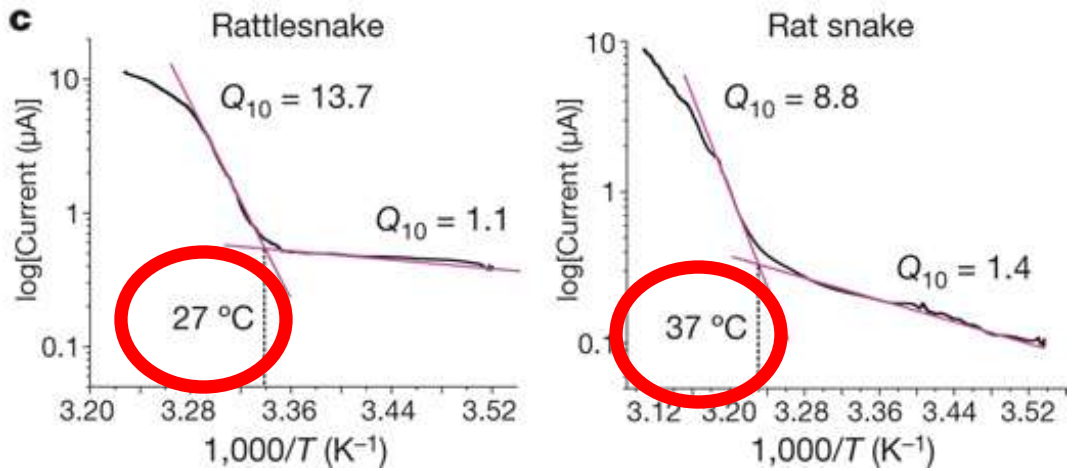 c
Rattlesnake
log[Current (µA)]
10
1
0.1
Q10 = 13.7
Q10 = 1.1
27 ºC
3.20 3.28 3.36 3.44 3.52
1,000/T (K−1)
Rat snake
log[Current (µA)]
10
1
0.1
Q10 = 8.8
Q10 = 1.4
37 ºC
3.12 3.20 3.28 3.36 3.44 3.52
1,000/T (K−1)